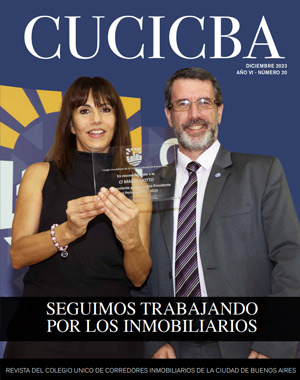 CUCICBA
DICIEMBRE 2023
AÑO VI - NÚMERO 20
SEGUIMOS TRABAJANDO
POR LOS INMOBILIARIOS
REVISTA DEL COLEGIO UNICO DE CORREDORES INMOBILIARIOS DE LA CIUDAD DE BUENOS AIRES